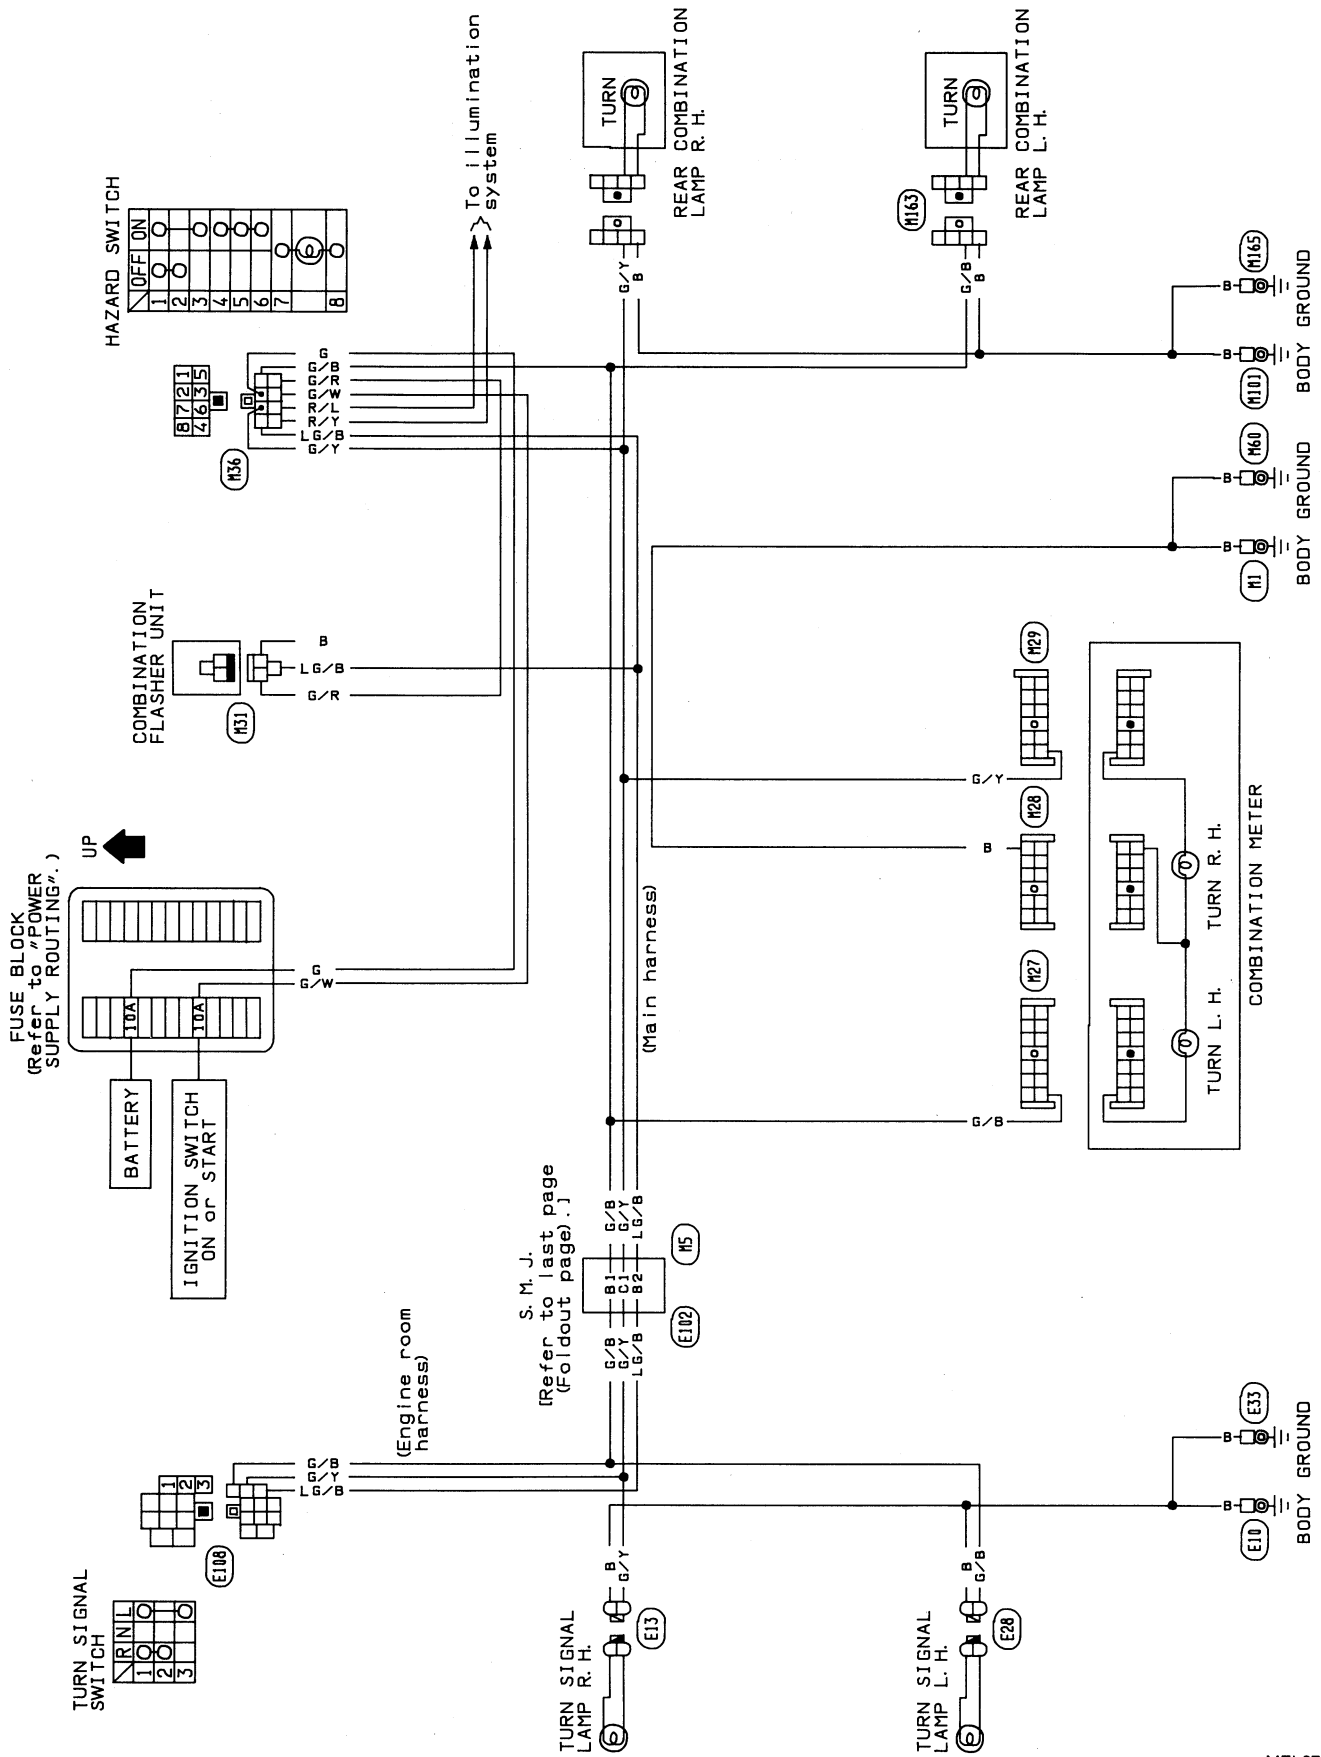 TURN SIGNAL
SWITCH
R N L
1
2
3
1
2
3
E108
G/B
G/Y
LG/B
(Engine room
harness)
FUSE BLOCK
(Refer to "POWER
SUPPLY ROUTING".)
UP
BATTERY
IGNITION SWITCH
ON or START
10A
10A
G
G/W
COMBINATION
FLASHER UNIT
M31
B
LG/B
G/R
HAZARD SWITCH
OFF ON
1
2
3
4
5
6
7
8
8 7 2 1
4 6 3 5
M36
G
G/B
G/R
G/W
R/L
R/Y
LG/B
G/Y
To illumination
system
S. M. J.
[Refer to last page
(Foldout page).]
G/B B1 G/B
G/Y C1 G/Y
LG/B B2 LG/B
E102
M5
(Main harness)
TURN SIGNAL
LAMP R. H.
B
G/Y
E13
TURN SIGNAL
LAMP L. H.
B
G/B
E28
TURN
G/Y
B
REAR COMBINATION
LAMP R. H.
TURN
M163
G/B
B
REAR COMBINATION
LAMP L. H.
G/B
B
G/Y
M27
M28
M29
TURN L. H.
TURN R. H.
COMBINATION METER
B
B
E10
E33
BODY GROUND
B
B
M1
M60
BODY GROUND
B
B
M101
M165
BODY GROUND